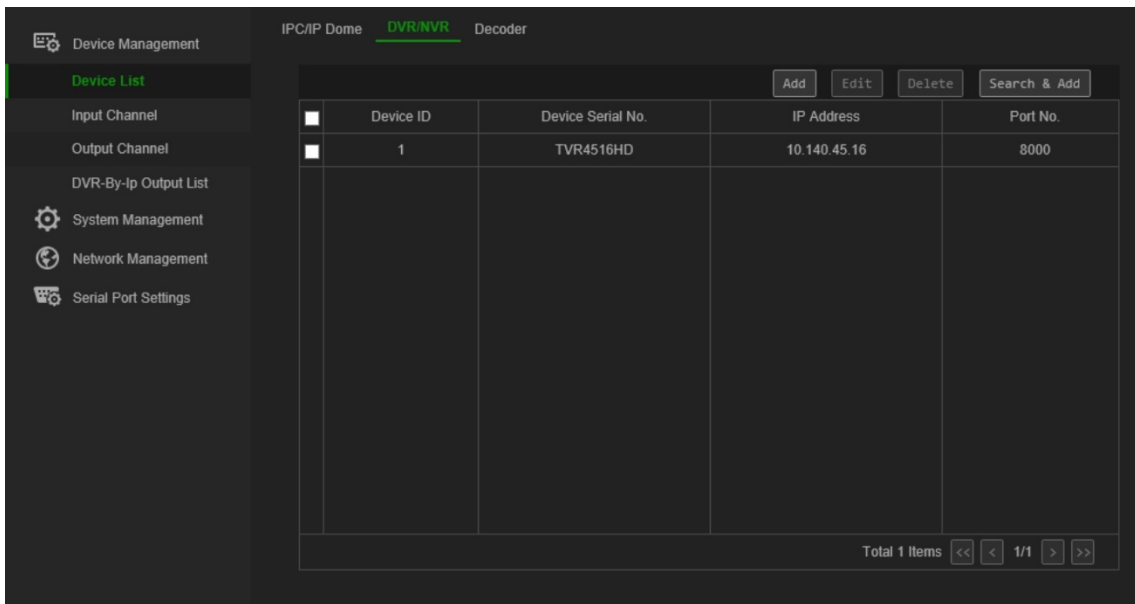 Device Management
Device List
Input Channel
Output Channel
DVR-By-Ip Output List
System Management
Network Management
Serial Port Settings
IPC/IP Dome DVR/NVR Decoder
Add Edit Delete Search & Add
Device ID Device Serial No. IP Address Port No.
1 TVR4516HD 10.140.45.16 8000
Total 1 Items << < 1/1 > >>